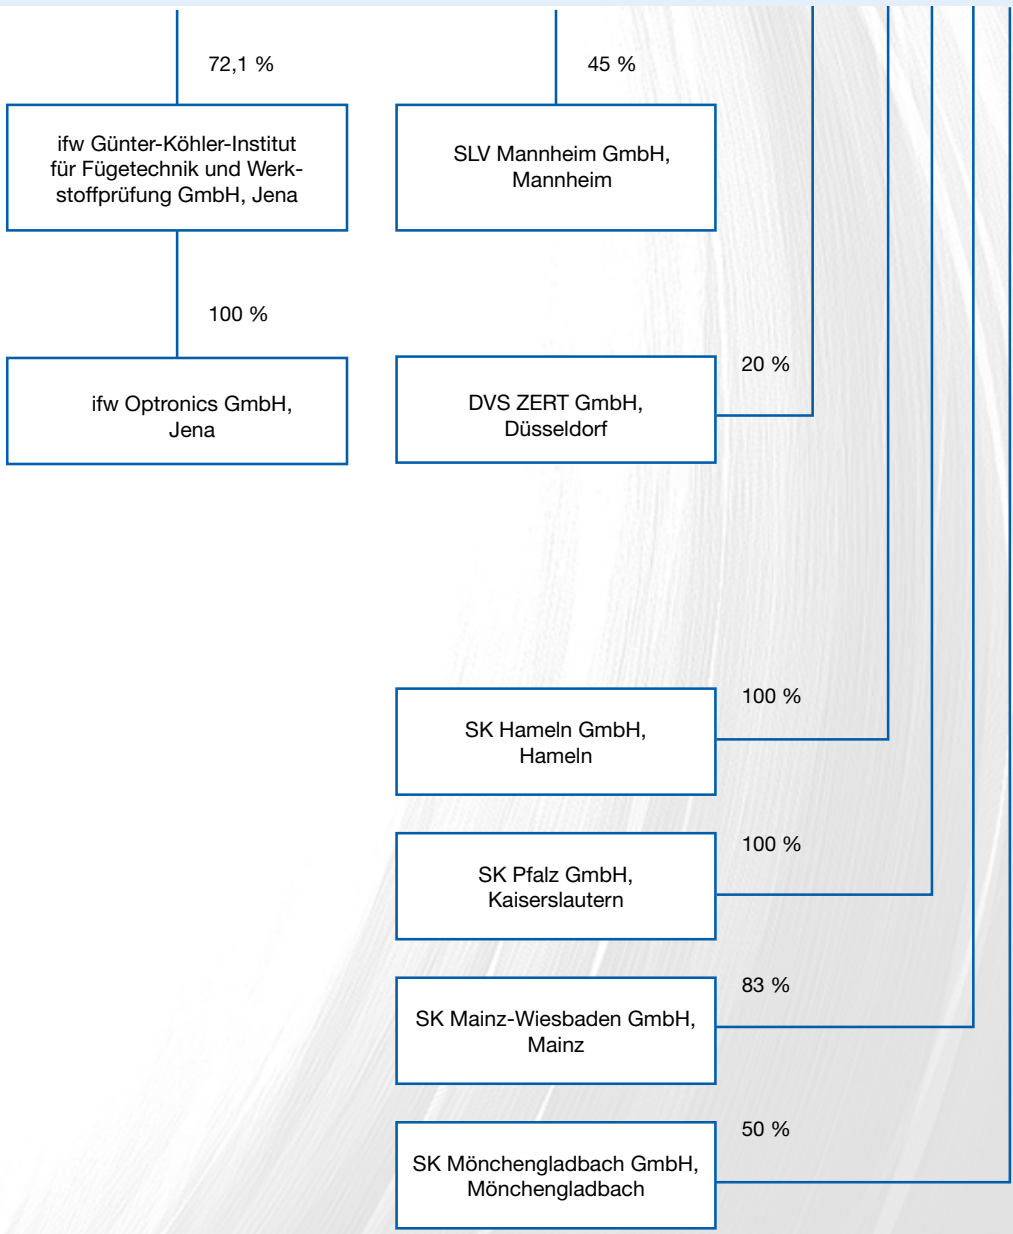 72,1 %
45 %
ifw Günter-Köhler-Institut
für Fügetechnik und Werk-
stoffprüfung GmbH, Jena
SLV Mannheim GmbH,
Mannheim
100 %
ifw Optronics GmbH,
Jena
20 %
DVS ZERT GmbH,
Düsseldorf
100 %
SK Hameln GmbH,
Hameln
100 %
SK Pfalz GmbH,
Kaiserslautern
83 %
SK Mainz-Wiesbaden GmbH,
Mainz
50 %
SK Mönchengladbach GmbH,
Mönchengladbach